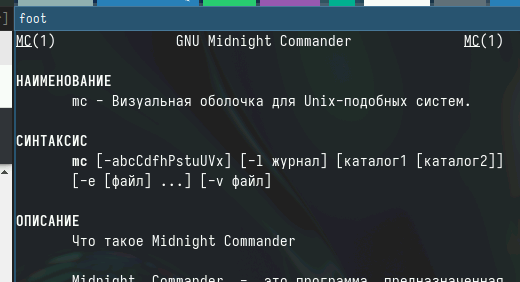 foot
MC(1) GNU Midnight Commander MC(1)
НАИМЕНОВАНИЕ
mc - Визуальная оболочка для Unix-подобных систем.
СИНТАКСИС
mc [-abcCdfhPstuUVx] [-l журнал] [каталог1 [каталог2]]
[-e [файл] ...] [-v файл]
ОПИСАНИЕ
Что такое Midnight Commander
Midnight Commander - это программа, предназначенная